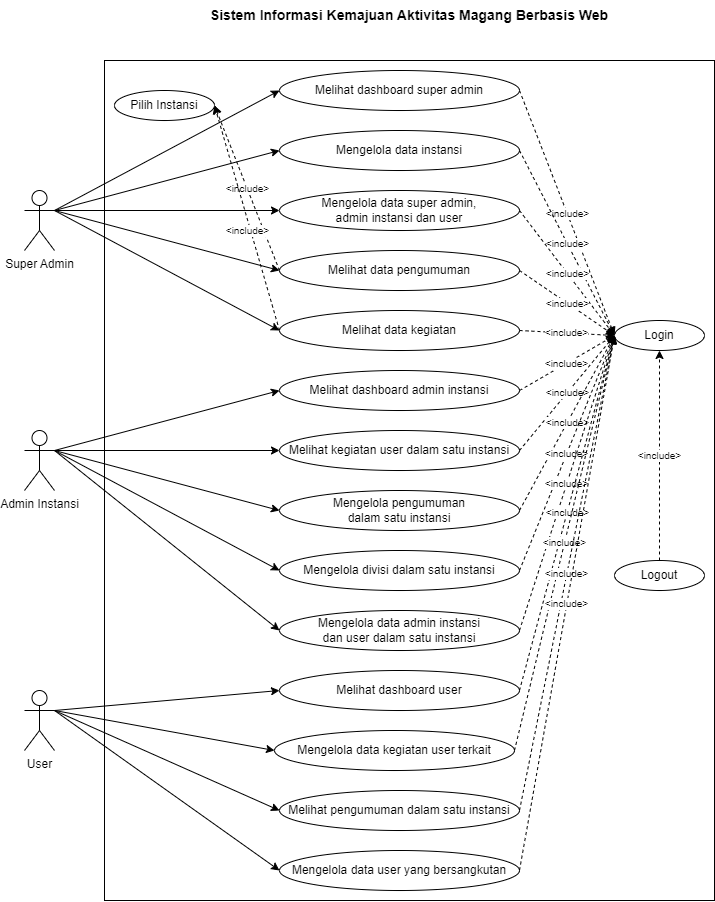 Sistem Informasi Kemajuan Aktivitas Magang Berbasis Web
Melihat dashboard super admin
Pilih Instansi
Mengelola data instansi
<include>
Mengelola data super admin,
admin instansi dan user
<include>
<include>
<include>
Super Admin
Melihat data pengumuman
<include>
<include>
Melihat data kegiatan
<include>
Login
<include>
Melihat dashboard admin instansi
<include>
<include>
Melihat kegiatan user dalam satu instansi
<include>
<include>
<include>
Admin Instansi
Mengelola pengumuman
dalam satu instansi
<include>
<include>
Mengelola divisi dalam satu instansi
<include>
Logout
<include>
Mengelola data admin instansi
dan user dalam satu instansi
Melihat dashboard user
Mengelola data kegiatan user terkait
User
Melihat pengumuman dalam satu instansi
Mengelola data user yang bersangkutan